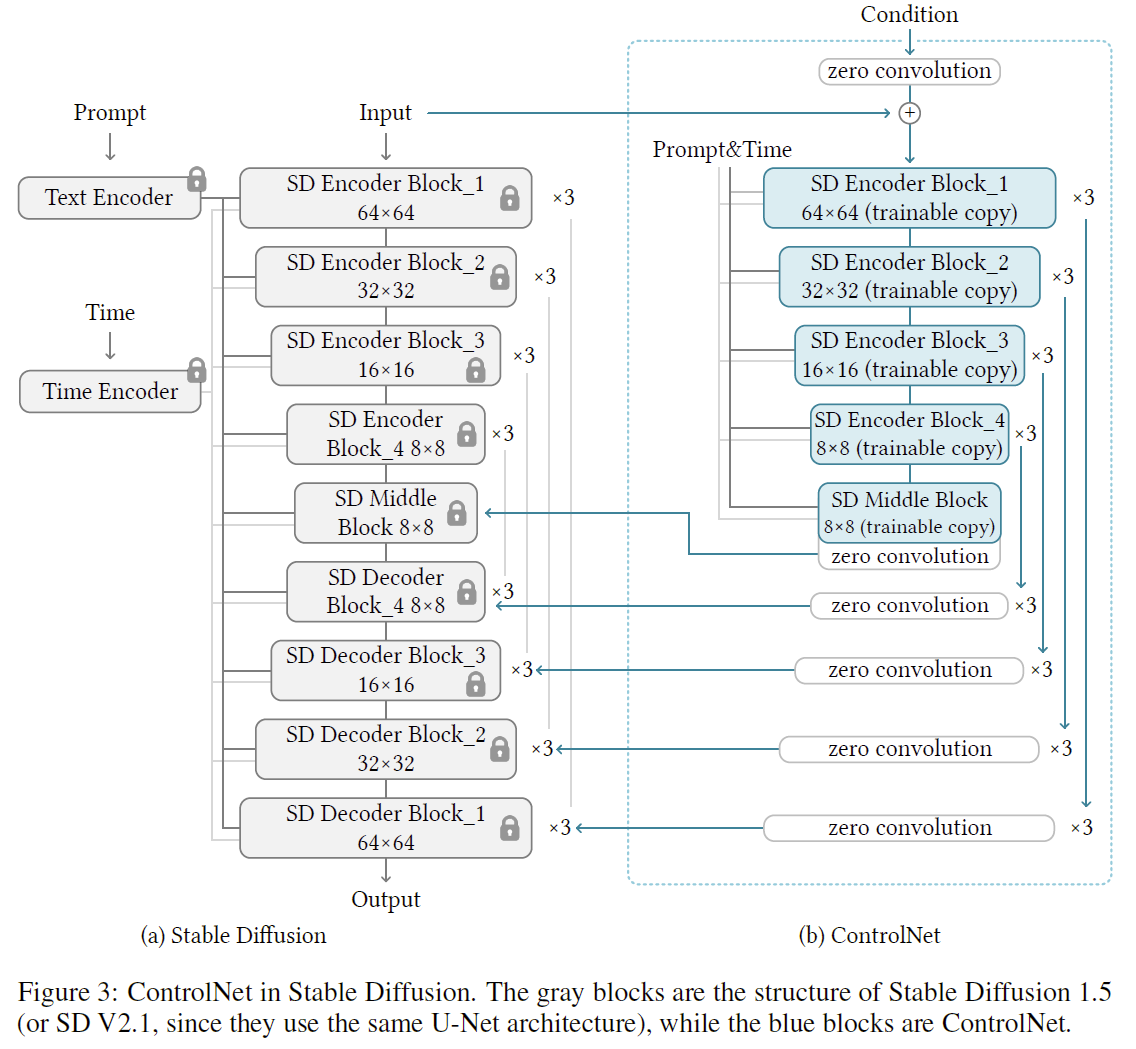 Condition
zero convolution
Prompt
Input
+
Prompt&Time
Text Encoder
SD Encoder Block_1
64×64
×3
SD Encoder Block_1
64×64 (trainable copy)
×3
SD Encoder Block_2
32×32
×3
SD Encoder Block_2
32×32 (trainable copy)
×3
Time
SD Encoder Block_3
16×16
×3
SD Encoder Block_3
16×16 (trainable copy)
×3
Time Encoder
SD Encoder
Block_4 8×8
×3
SD Encoder Block_4
8×8 (trainable copy)
×3
SD Middle
Block 8×8
SD Middle Block
8×8 (trainable copy)
zero convolution
SD Decoder
Block_4 8×8
×3
zero convolution
×3
SD Decoder Block_3
16×16
×3
zero convolution
×3
SD Decoder Block_2
32×32
×3
zero convolution
×3
SD Decoder Block_1
64×64
×3
zero convolution
×3
Output
(a) Stable Diffusion
(b) ControlNet
Figure 3: ControlNet in Stable Diffusion. The gray blocks are the structure of Stable Diffusion 1.5
(or SD V2.1, since they use the same U-Net architecture), while the blue blocks are ControlNet.